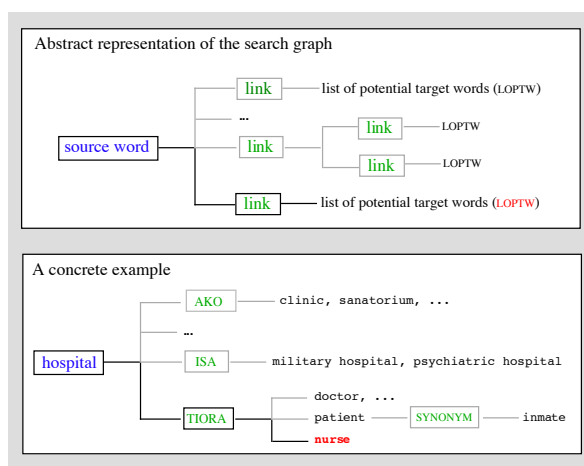 Abstract representation of the search graph
link list of potential target words (LOPTW)
...
link LOPTW
source word link
link LOPTW
link list of potential target words (LOPTW)
A concrete example
AKO clinic, sanatorium, ...
...
hospital ISA military hospital, psychiatric hospital
doctor, ...
TIORA patient SYNONYM inmate
nurse